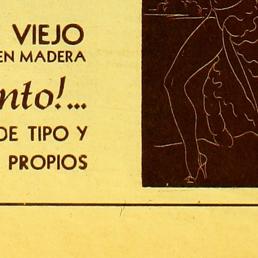 VIEJO
EN MADERA
nto!...
DE TIPO Y
PROPIOS